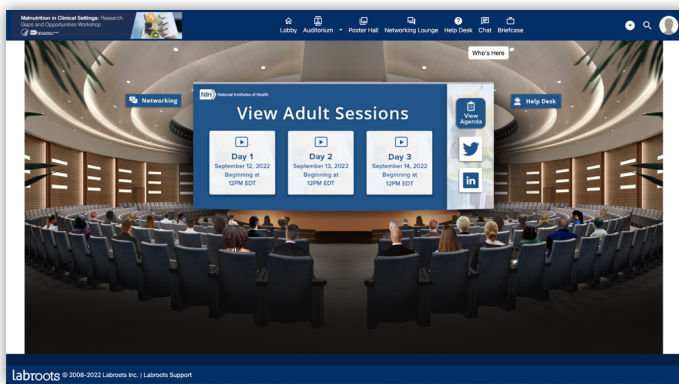 Malnutrition in Clinical Settings: Research
Gaps and Opportunities Workshop
Lobby Auditorium Poster Hall Networking Lounge Help Desk Chat Briefcase
Who's Here
Networking
Help Desk
NIH National Institutes of Health
View Adult Sessions
View
Agenda
Day 1
September 12, 2022
Beginning at
12PM EDT
Day 2
September 13, 2022
Beginning at
12PM EDT
Day 3
September 14, 2022
Beginning at
12PM EDT
in
labroots © 2008-2022 Labroots Inc. | Labroots Support